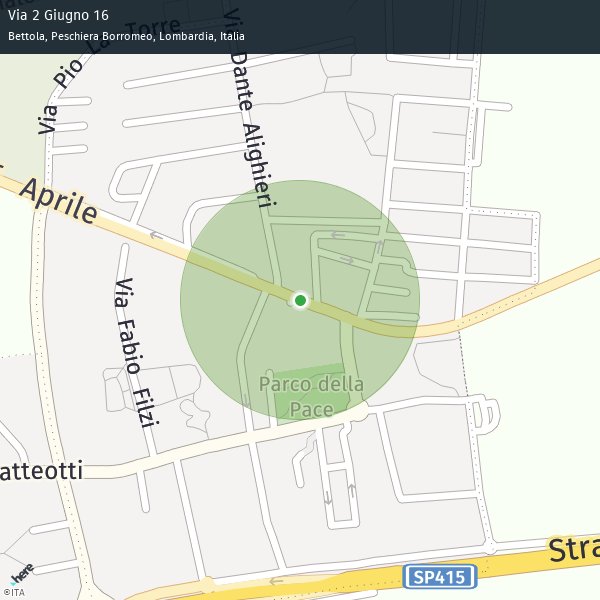 Via 2 Giugno 16
Bettola, Peschiera Borromeo, Lombardia, Italia
Via Pio La Torre
Via Dante Alighieri
Aprile
Via Fabio Filzi
Parco della
Pace
atteotti
Stra
SP415
here
©ITA